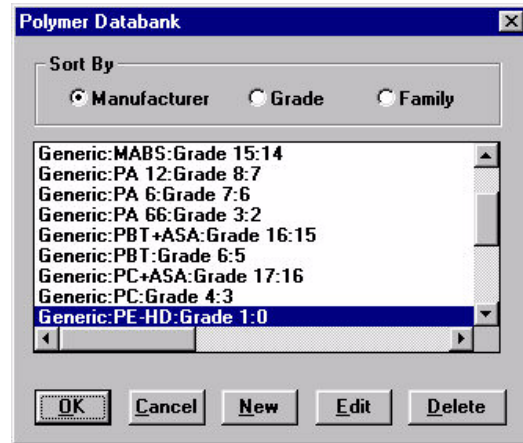 Polymer Databank
Sort By
Manufacturer Grade Family
Generic:MABS:Grade 15:14
Generic:PA 12:Grade 8:7
Generic:PA 6:Grade 7:6
Generic:PA 66:Grade 3:2
Generic:PBT+ASA:Grade 16:15
Generic:PBT:Grade 6:5
Generic:PC+ASA:Grade 17:16
Generic:PC:Grade 4:3
Generic:PE-HD:Grade 1:0
OK Cancel New Edit Delete